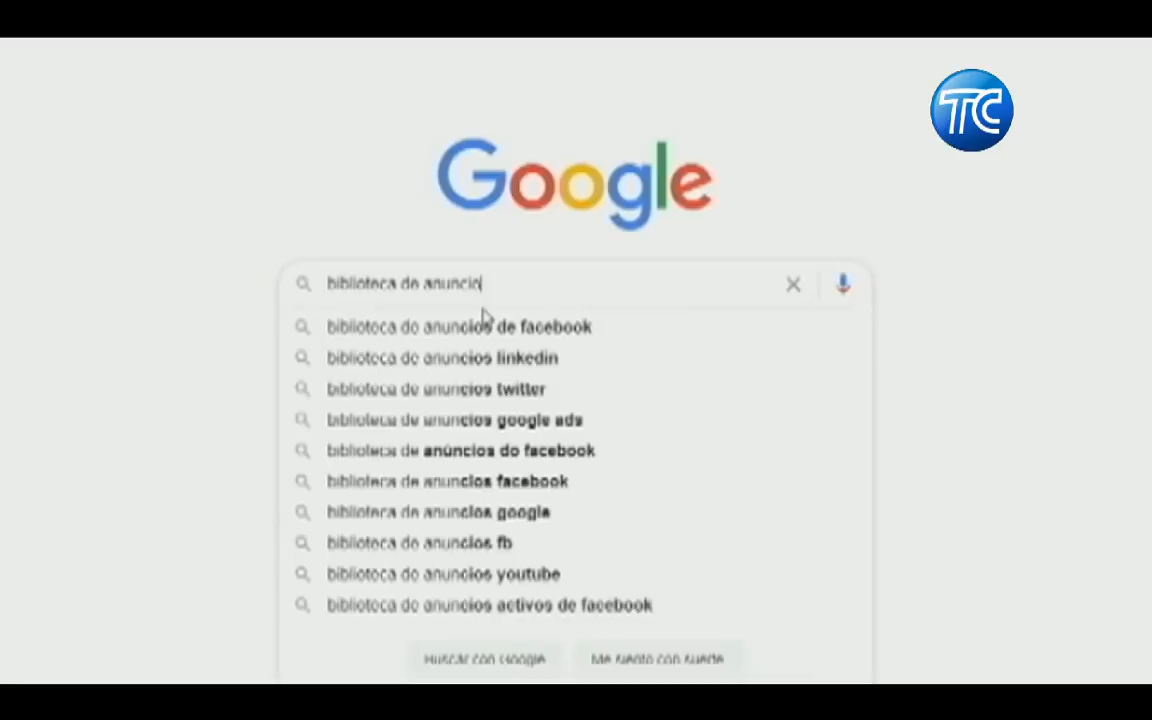 TC
Google
biblioteca de anuncio
biblioteca de anuncios de facebook
biblioteca de anuncios linkedin
biblioteca de anuncios twitter
biblioteca de anuncios google ads
biblioteca de anúncios do facebook
biblioteca de anuncios facebook
biblioteca de anuncios google
biblioteca de anuncios fb
biblioteca de anuncios youtube
biblioteca de anuncios activos de facebook
Buscar con Google
Me siento con suerte